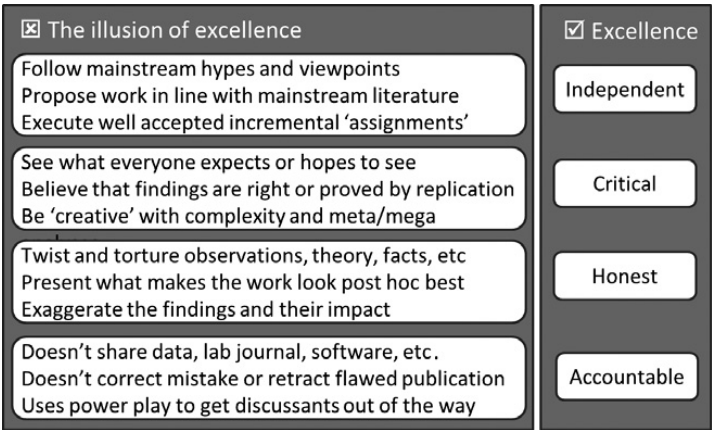 ☒ The illusion of excellence
Follow mainstream hypes and viewpoints
Propose work in line with mainstream literature
Execute well accepted incremental ‘assignments’
See what everyone expects or hopes to see
Believe that findings are right or proved by replication
Be ‘creative’ with complexity and meta/mega
Twist and torture observations, theory, facts, etc
Present what makes the work look post hoc best
Exaggerate the findings and their impact
Doesn’t share data, lab journal, software, etc.
Doesn’t correct mistake or retract flawed publication
Uses power play to get discussants out of the way
☑ Excellence
Independent
Critical
Honest
Accountable